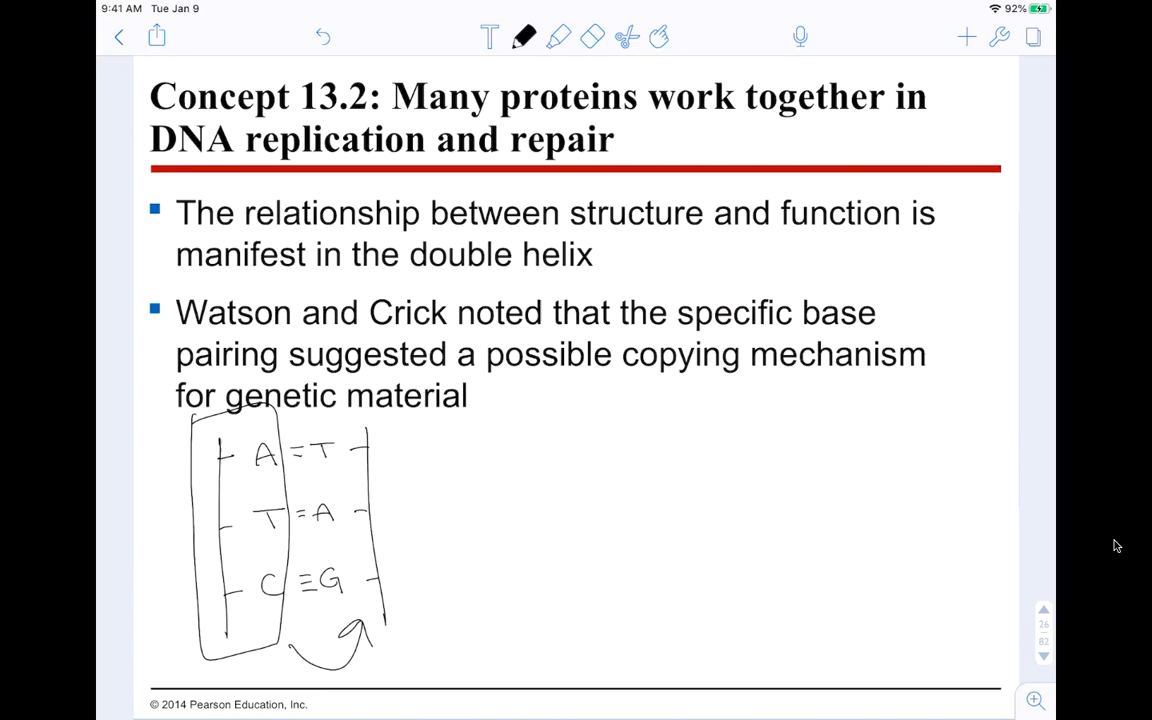 9:41 AM Tue Jan 9
92%
T
Concept 13.2: Many proteins work together in
DNA replication and repair
The relationship between structure and function is
manifest in the double helix
Watson and Crick noted that the specific base
pairing suggested a possible copying mechanism
for genetic material
A = T
T = A
C ≡ G
26
82
© 2014 Pearson Education, Inc.